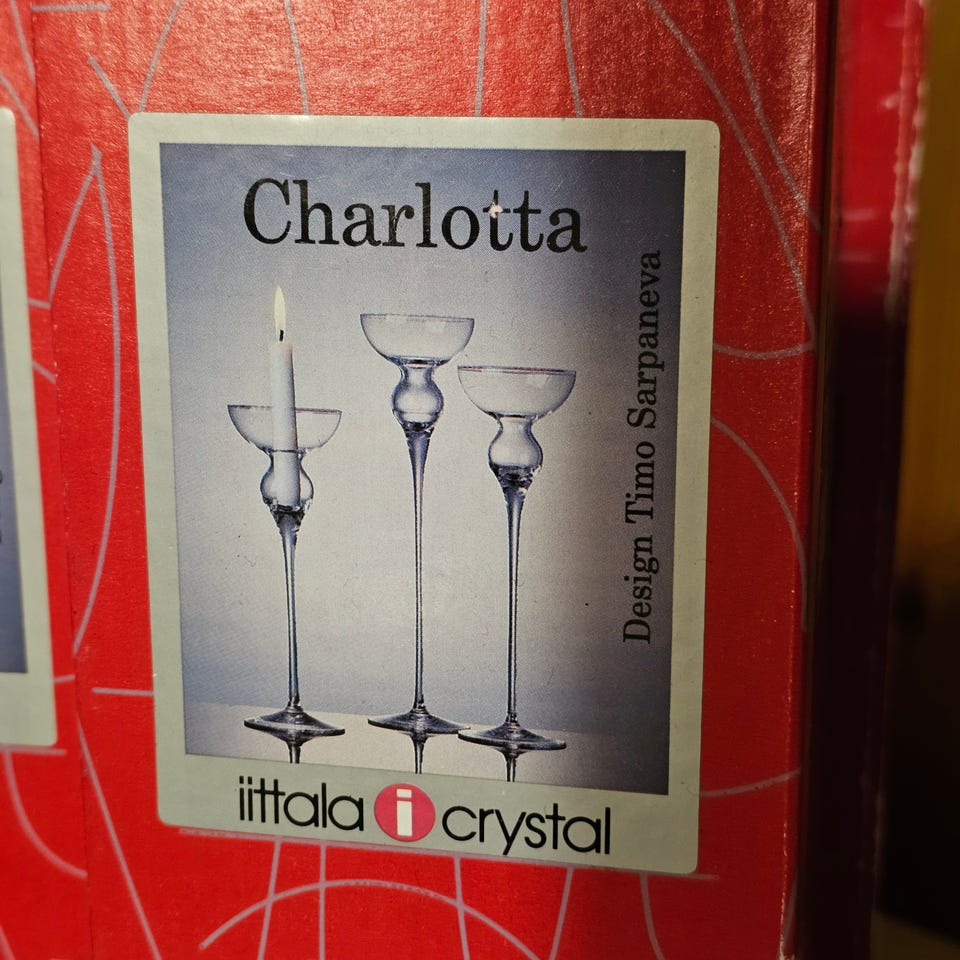 Charlotta
Design Timo Sarpaneva
iittala i crystal